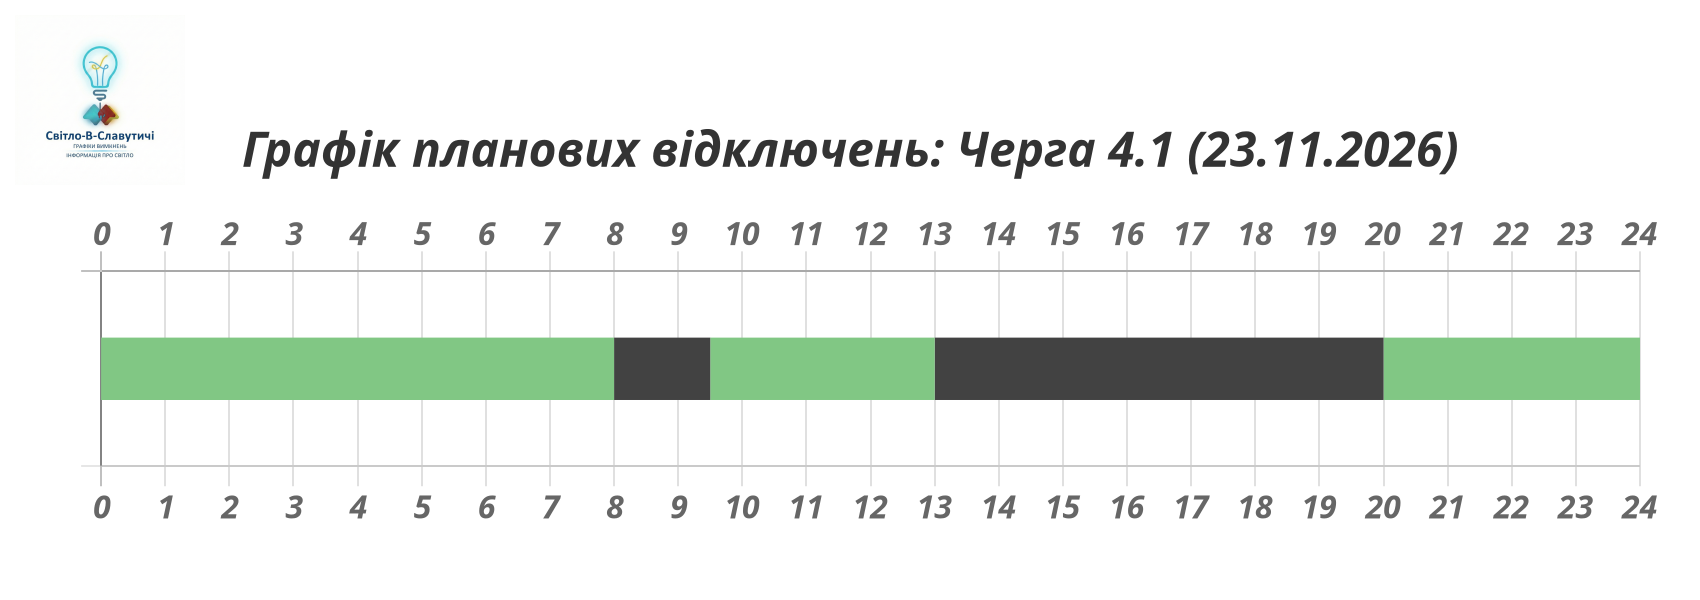 Світло-В-Славутичі
ГРАФІКИ ВИМКНЕНЬ
ІНФОРМАЦІЯ ПРО СВІТЛО
Графік планових відключень: Черга 4.1 (23.11.2026)
0 1 2 3 4 5 6 7 8 9 10 11 12 13 14 15 16 17 18 19 20 21 22 23 24
0 1 2 3 4 5 6 7 8 9 10 11 12 13 14 15 16 17 18 19 20 21 22 23 24